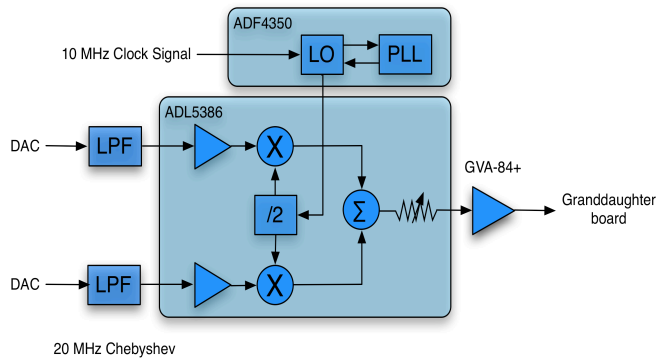 ADF4350
10 MHz Clock Signal
LO
PLL
ADL5386
DAC
LPF
X
GVA-84+
/2
Σ
Granddaughter
board
DAC
LPF
X
20 MHz Chebyshev